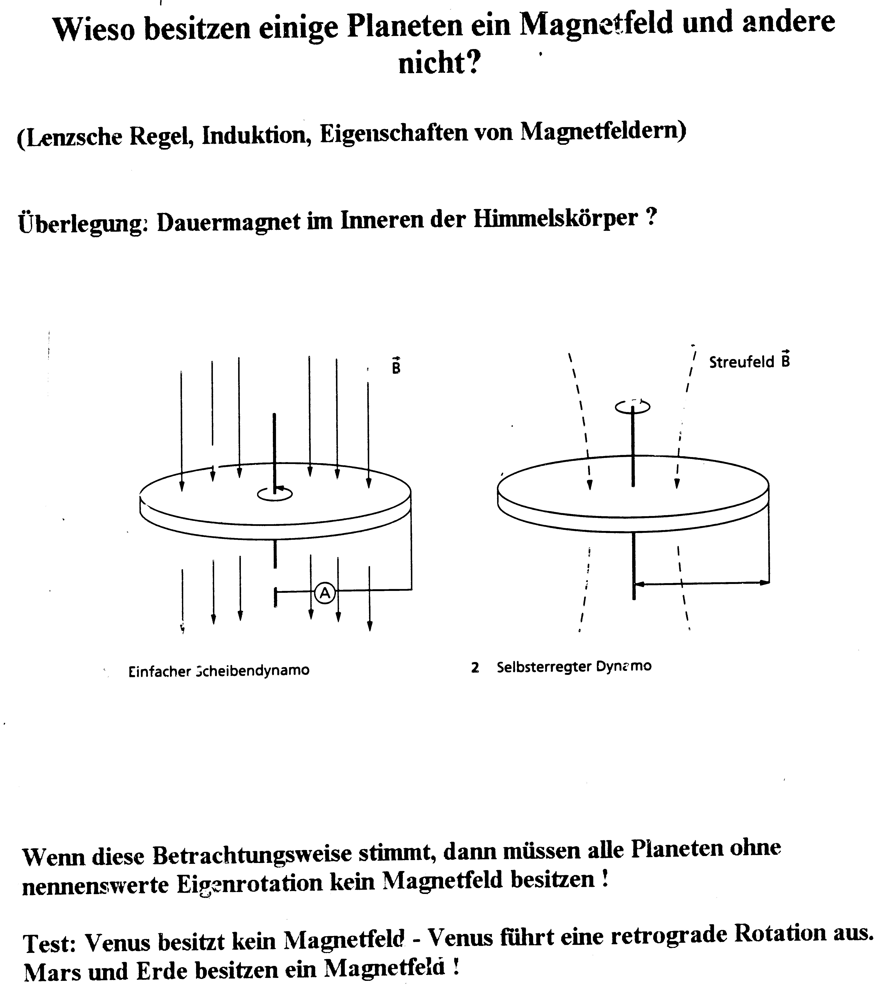 Wieso besitzen einige Planeten ein Magnetfeld und andere
nicht?
(Lenzsche Regel, Induktion, Eigenschaften von Magnetfeldern)
Überlegung: Dauermagnet im Inneren der Himmelskörper ?
B
Streufeld B
A
Einfacher Scheibendynamo
2 Selbsterregter Dynamo
Wenn diese Betrachtungsweise stimmt, dann müssen alle Planeten ohne
nennenswerte Eigenrotation kein Magnetfeld besitzen !
Test: Venus besitzt kein Magnetfeld - Venus führt eine retrograde Rotation aus.
Mars und Erde besitzen ein Magnetfeld !